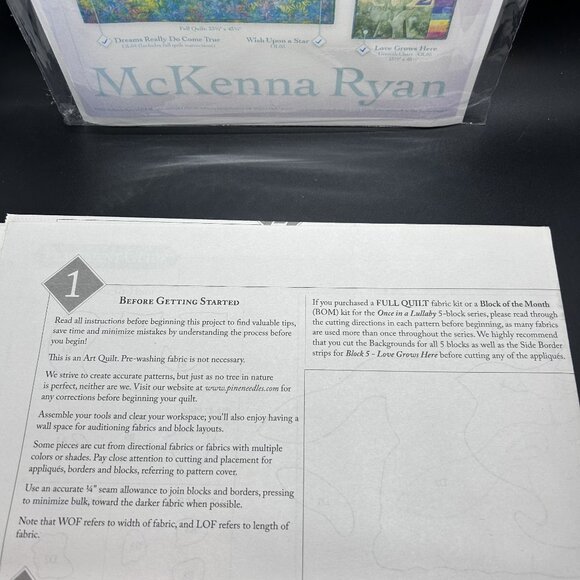 Full Quilt:
Dreams Really Do Come True
Wish Upon a Star
Love Grows Here
McKenna Ryan
1
BEFORE GETTING STARTED
Read all instructions before beginning this project to find valuable tips,
save time and minimize mistakes by understanding the process before
you begin!
This is an Art Quilt. Pre-washing fabric is not necessary.
We strive to create accurate patterns, but just as no tree in nature
is perfect, neither are we. Visit our website at www.pineneedles.com for
any corrections before beginning your quilt.
Assemble your tools and clear your workspace; you'll also enjoy having a
wall space for auditioning fabrics and block layouts.
Some pieces are cut from directional fabrics or fabrics with multiple
colors or shades. Pay close attention to cutting and placement for
appliqués, borders and blocks, referring to pattern cover.
Use an accurate ¼" seam allowance to join blocks and borders, pressing
to minimize bulk, toward the darker fabric when possible.
Note that WOF refers to width of fabric, and LOF refers to length of
fabric.
If you purchased a FULL QUILT fabric kit or a Block of the Month
(BOM) kit for the Once in a Lullaby 5-block series, please read through
the cutting directions in each pattern before beginning, as many fabrics
are used more than once throughout the series. We highly recommend
that you cut the Backgrounds for all 5 blocks as well as the Side Border
strips for Block 5 - Love Grows Here before cutting any of the appliqués.